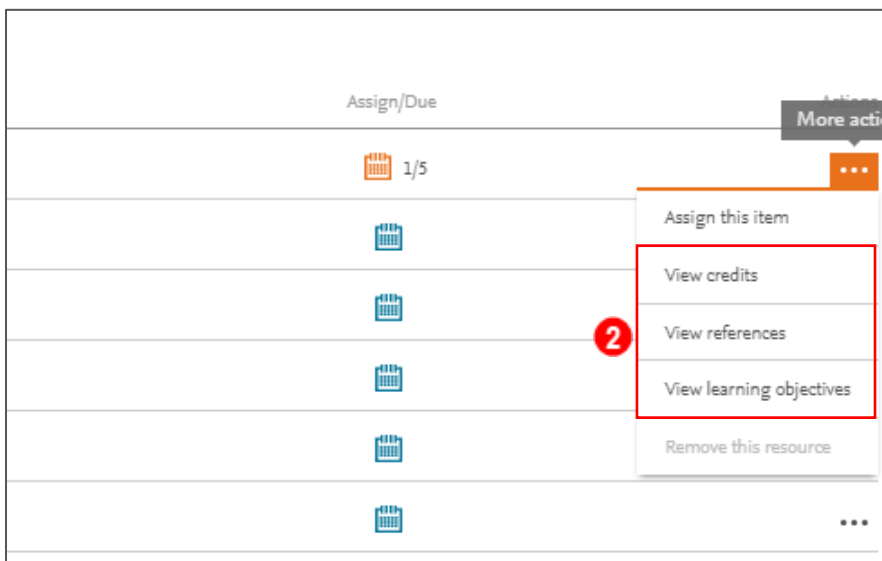 Assign/Due
Actions
More acti
1/5
Assign this item
View credits
2
View references
View learning objectives
Remove this resource